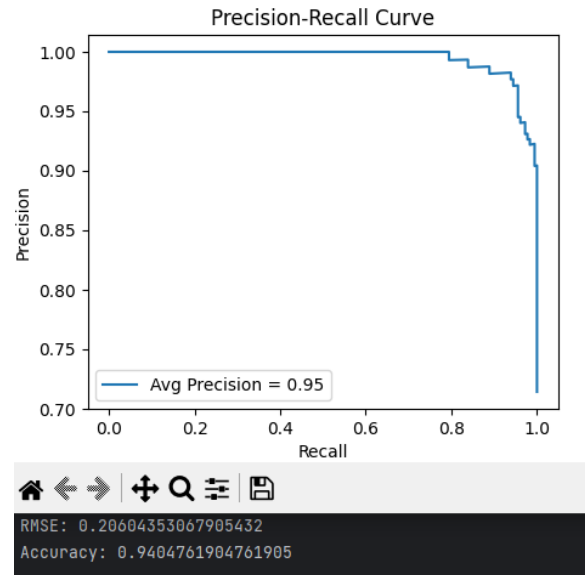 Precision-Recall Curve
1.00
0.95
0.90
0.85
0.80
0.75
0.70
Precision
Avg Precision = 0.95
0.0 0.2 0.4 0.6 0.8 1.0
Recall
RMSE: 0.20604353067905432
Accuracy: 0.9404761904761905